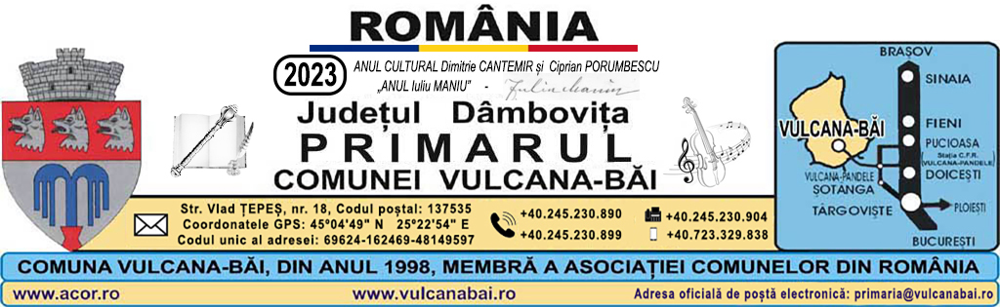 ROMÂNIA
2023
ANUL CULTURAL Dimitrie CANTEMIR și Ciprian PORUMBESCU
„ANUL Iuliu MANIU” - Iuliu Maniu
Județul Dâmbovița
PRIMARUL
COMUNEI VULCANA-BĂI
Str. Vlad ȚEPEȘ, nr. 18, Codul poștal: 137535
Coordonatele GPS: 45°04'49" N 25°22'54" E
Codul unic al adresei: 69624-162469-48149597
+40.245.230.890
+40.245.230.899
+40.245.230.904
+40.723.329.838
BRAȘOV
SINAIA
VULCANA-BĂI
FIENI
PUCIOASA
(Stația C.F.R.
VULCANA-PANDELE)
VULCANA-PANDELE
DOICEȘTI
ȘOTÂNGA
TÂRGOVIȘTE
PLOIEȘTI
BUCUREȘTI
COMUNA VULCANA-BĂI, DIN ANUL 1998, MEMBRĂ A ASOCIAȚIEI COMUNELOR DIN ROMÂNIA
www.acor.ro
www.vulcanabai.ro
Adresa oficială de poștă electronică: primaria@vulcanabai.ro